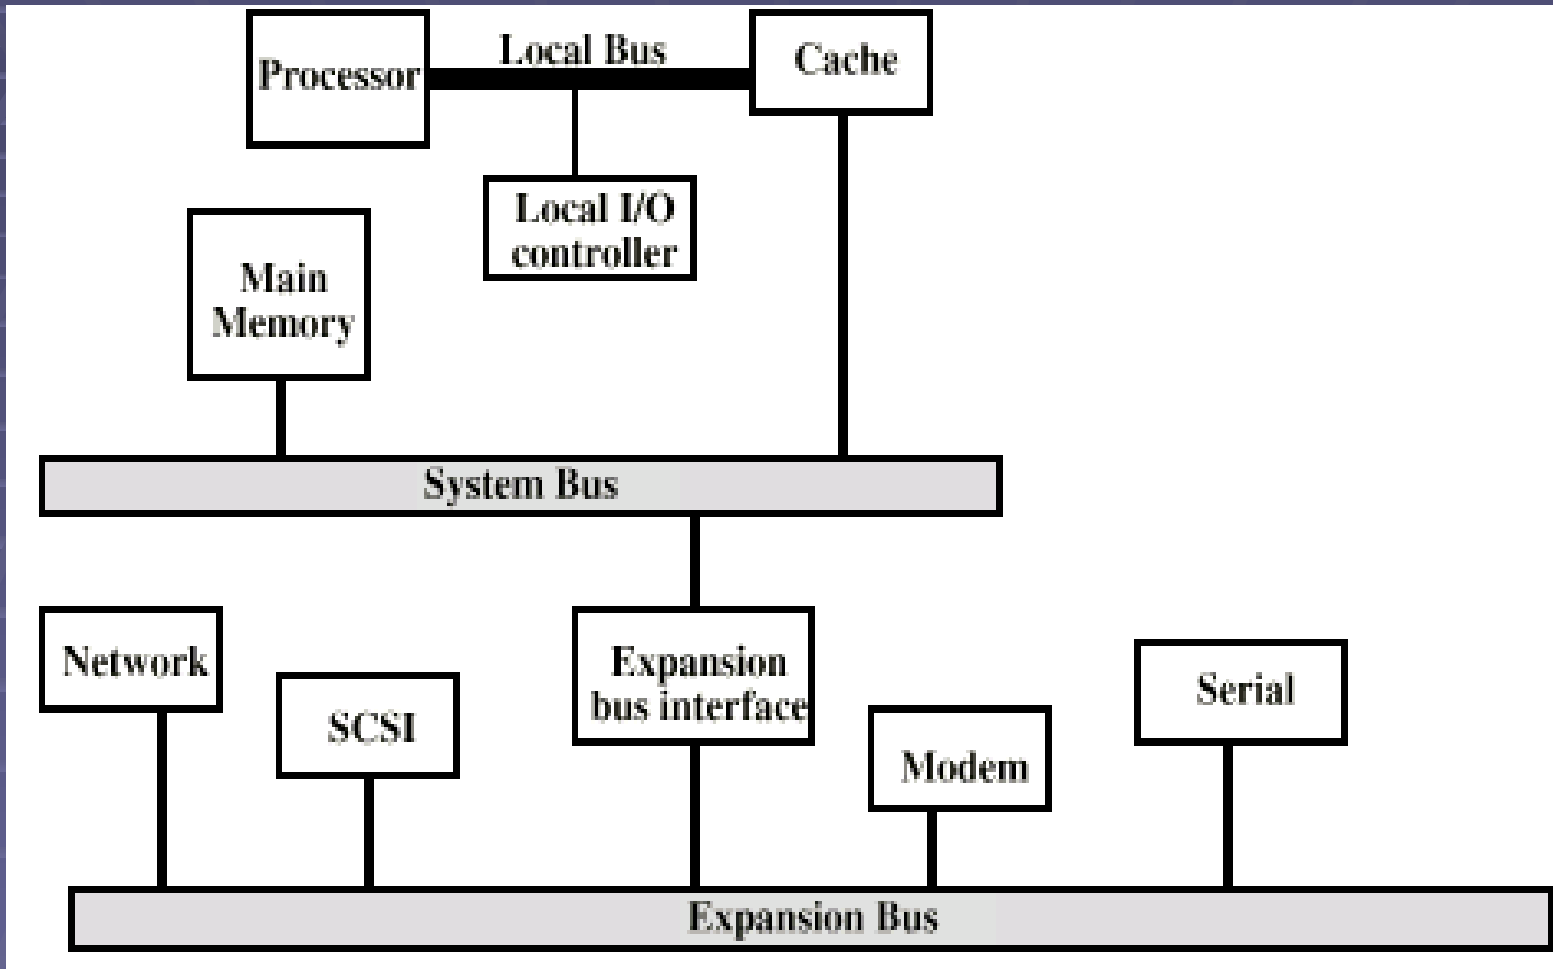 Processor
Local Bus
Cache
Local I/O
controller
Main
Memory
System Bus
Network
SCSI
Expansion
bus interface
Modem
Serial
Expansion Bus